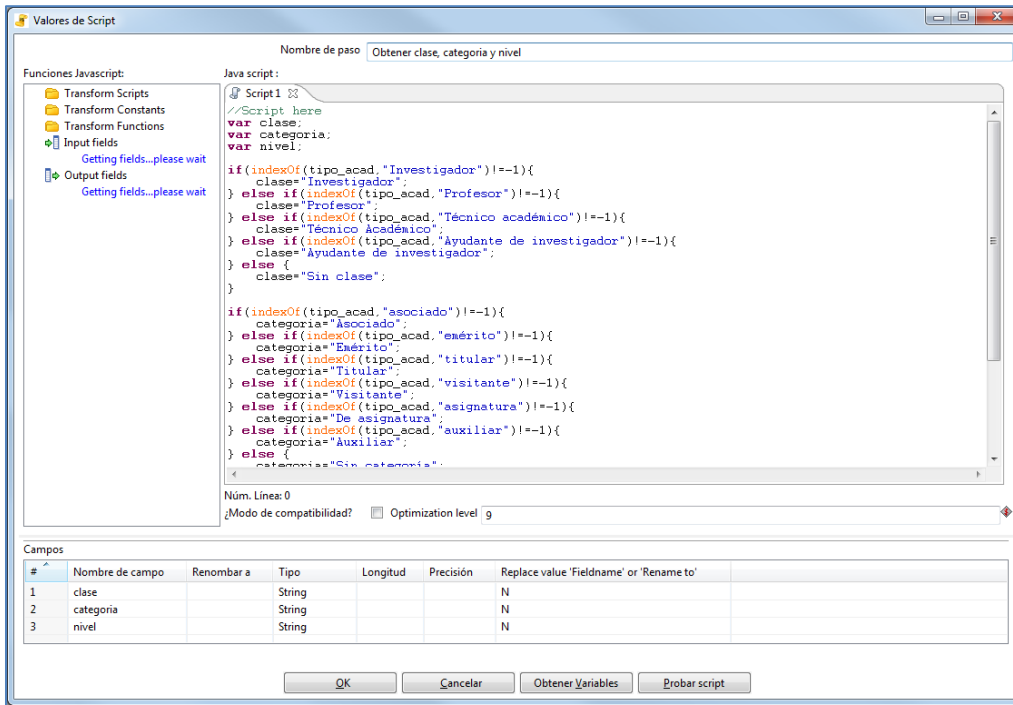 Valores de Script
Nombre de paso Obtener clase, categoria y nivel
Funciones Javascript:
Transform Scripts
Transform Constants
Transform Functions
Input fields
Getting fields...please wait
Output fields
Getting fields...please wait
Java script :
Script 1
//Script here
var clase;
var categoria;
var nivel;
if(indexOf(tipo_acad,"Investigador")!=-1){
clase="Investigador";
} else if(indexOf(tipo_acad,"Profesor")!=-1){
clase="Profesor";
} else if(indexOf(tipo_acad,"Técnico académico")!=-1){
clase="Técnico Académico";
} else if(indexOf(tipo_acad,"Ayudante de investigador")!=-1){
clase="Ayudante de investigador";
} else {
clase="Sin clase";
}
if(indexOf(tipo_acad,"asociado")!=-1){
categoria="Asociado";
} else if(indexOf(tipo_acad,"emérito")!=-1){
categoria="Emérito";
} else if(indexOf(tipo_acad,"titular")!=-1){
categoria="Titular";
} else if(indexOf(tipo_acad,"visitante")!=-1){
categoria="Visitante";
} else if(indexOf(tipo_acad,"asignatura")!=-1){
categoria="De asignatura";
} else if(indexOf(tipo_acad,"auxiliar")!=-1){
categoria="Auxiliar";
} else {
categoria="Sin categoría";
Núm. Línea: 0
¿Modo de compatibilidad? Optimization level 9
Campos
# Nombre de campo Renombar a Tipo Longitud Precisión Replace value 'Fieldname' or 'Rename to'
1 clase String N
2 categoria String N
3 nivel String N
OK Cancelar Obtener Variables Probar script